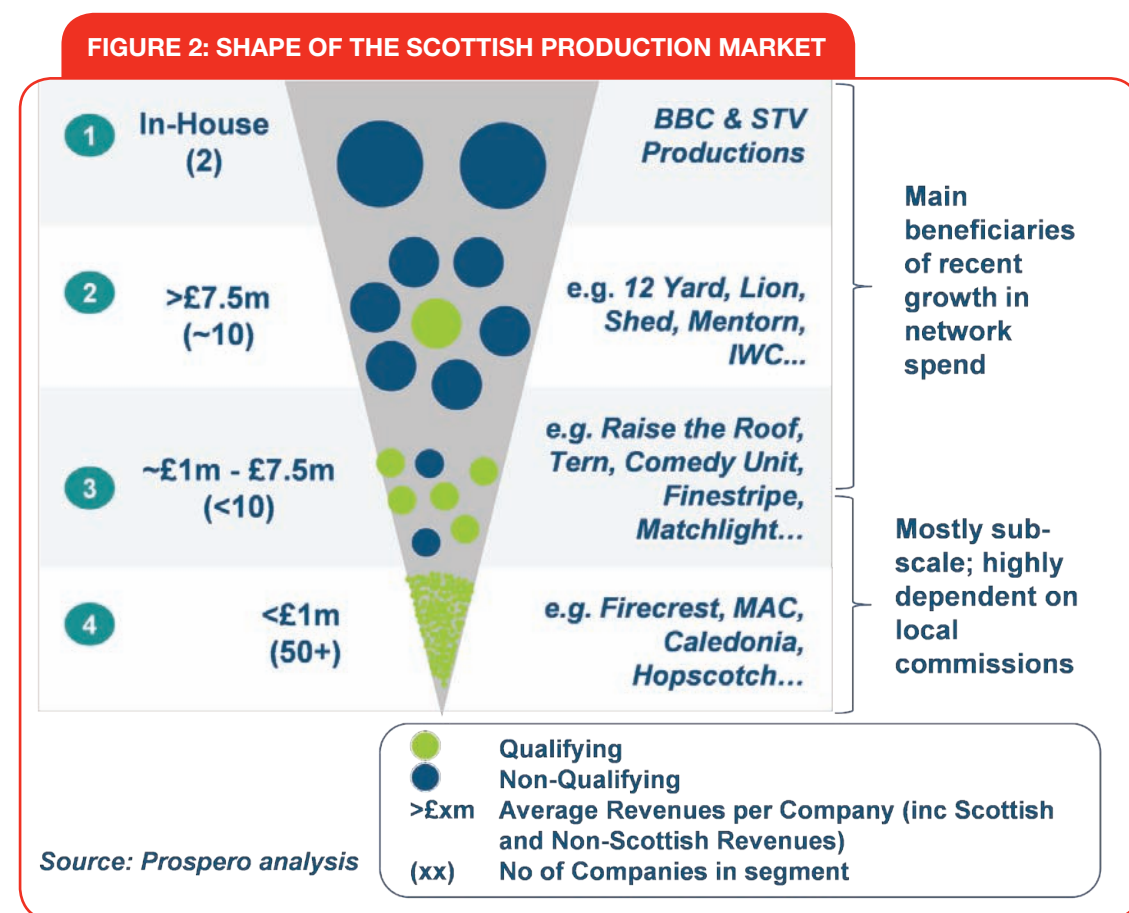 FIGURE 2: SHAPE OF THE SCOTTISH PRODUCTION MARKET
1
In-House
(2)
BBC & STV
Productions
2
>£7.5m
(~10)
e.g. 12 Yard, Lion,
Shed, Mentorn,
IWC...
3
~£1m - £7.5m
(<10)
e.g. Raise the Roof,
Tern, Comedy Unit,
Finestripe,
Matchlight...
4
<£1m
(50+)
e.g. Firecrest, MAC,
Caledonia,
Hopscotch...
Main
beneficiaries
of recent
growth in
network
spend
Mostly sub-
scale; highly
dependent on
local
commissions
Qualifying
Non-Qualifying
>£xm Average Revenues per Company (inc Scottish
and Non-Scottish Revenues)
(xx) No of Companies in segment
Source: Prospero analysis